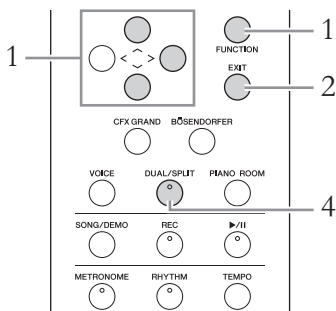 1
1
FUNCTION
EXIT
2
CFX GRAND BÖSENDORFER
VOICE DUAL/SPLIT PIANO ROOM
4
SONG/DEMO REC ►/II
METRONOME RHYTHM TEMPO